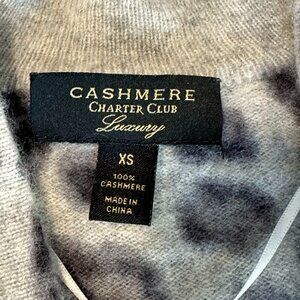 CASHMERE
CHARTER CLUB
Luxury
XS
100%
CASHMERE
MADE IN
CHINA